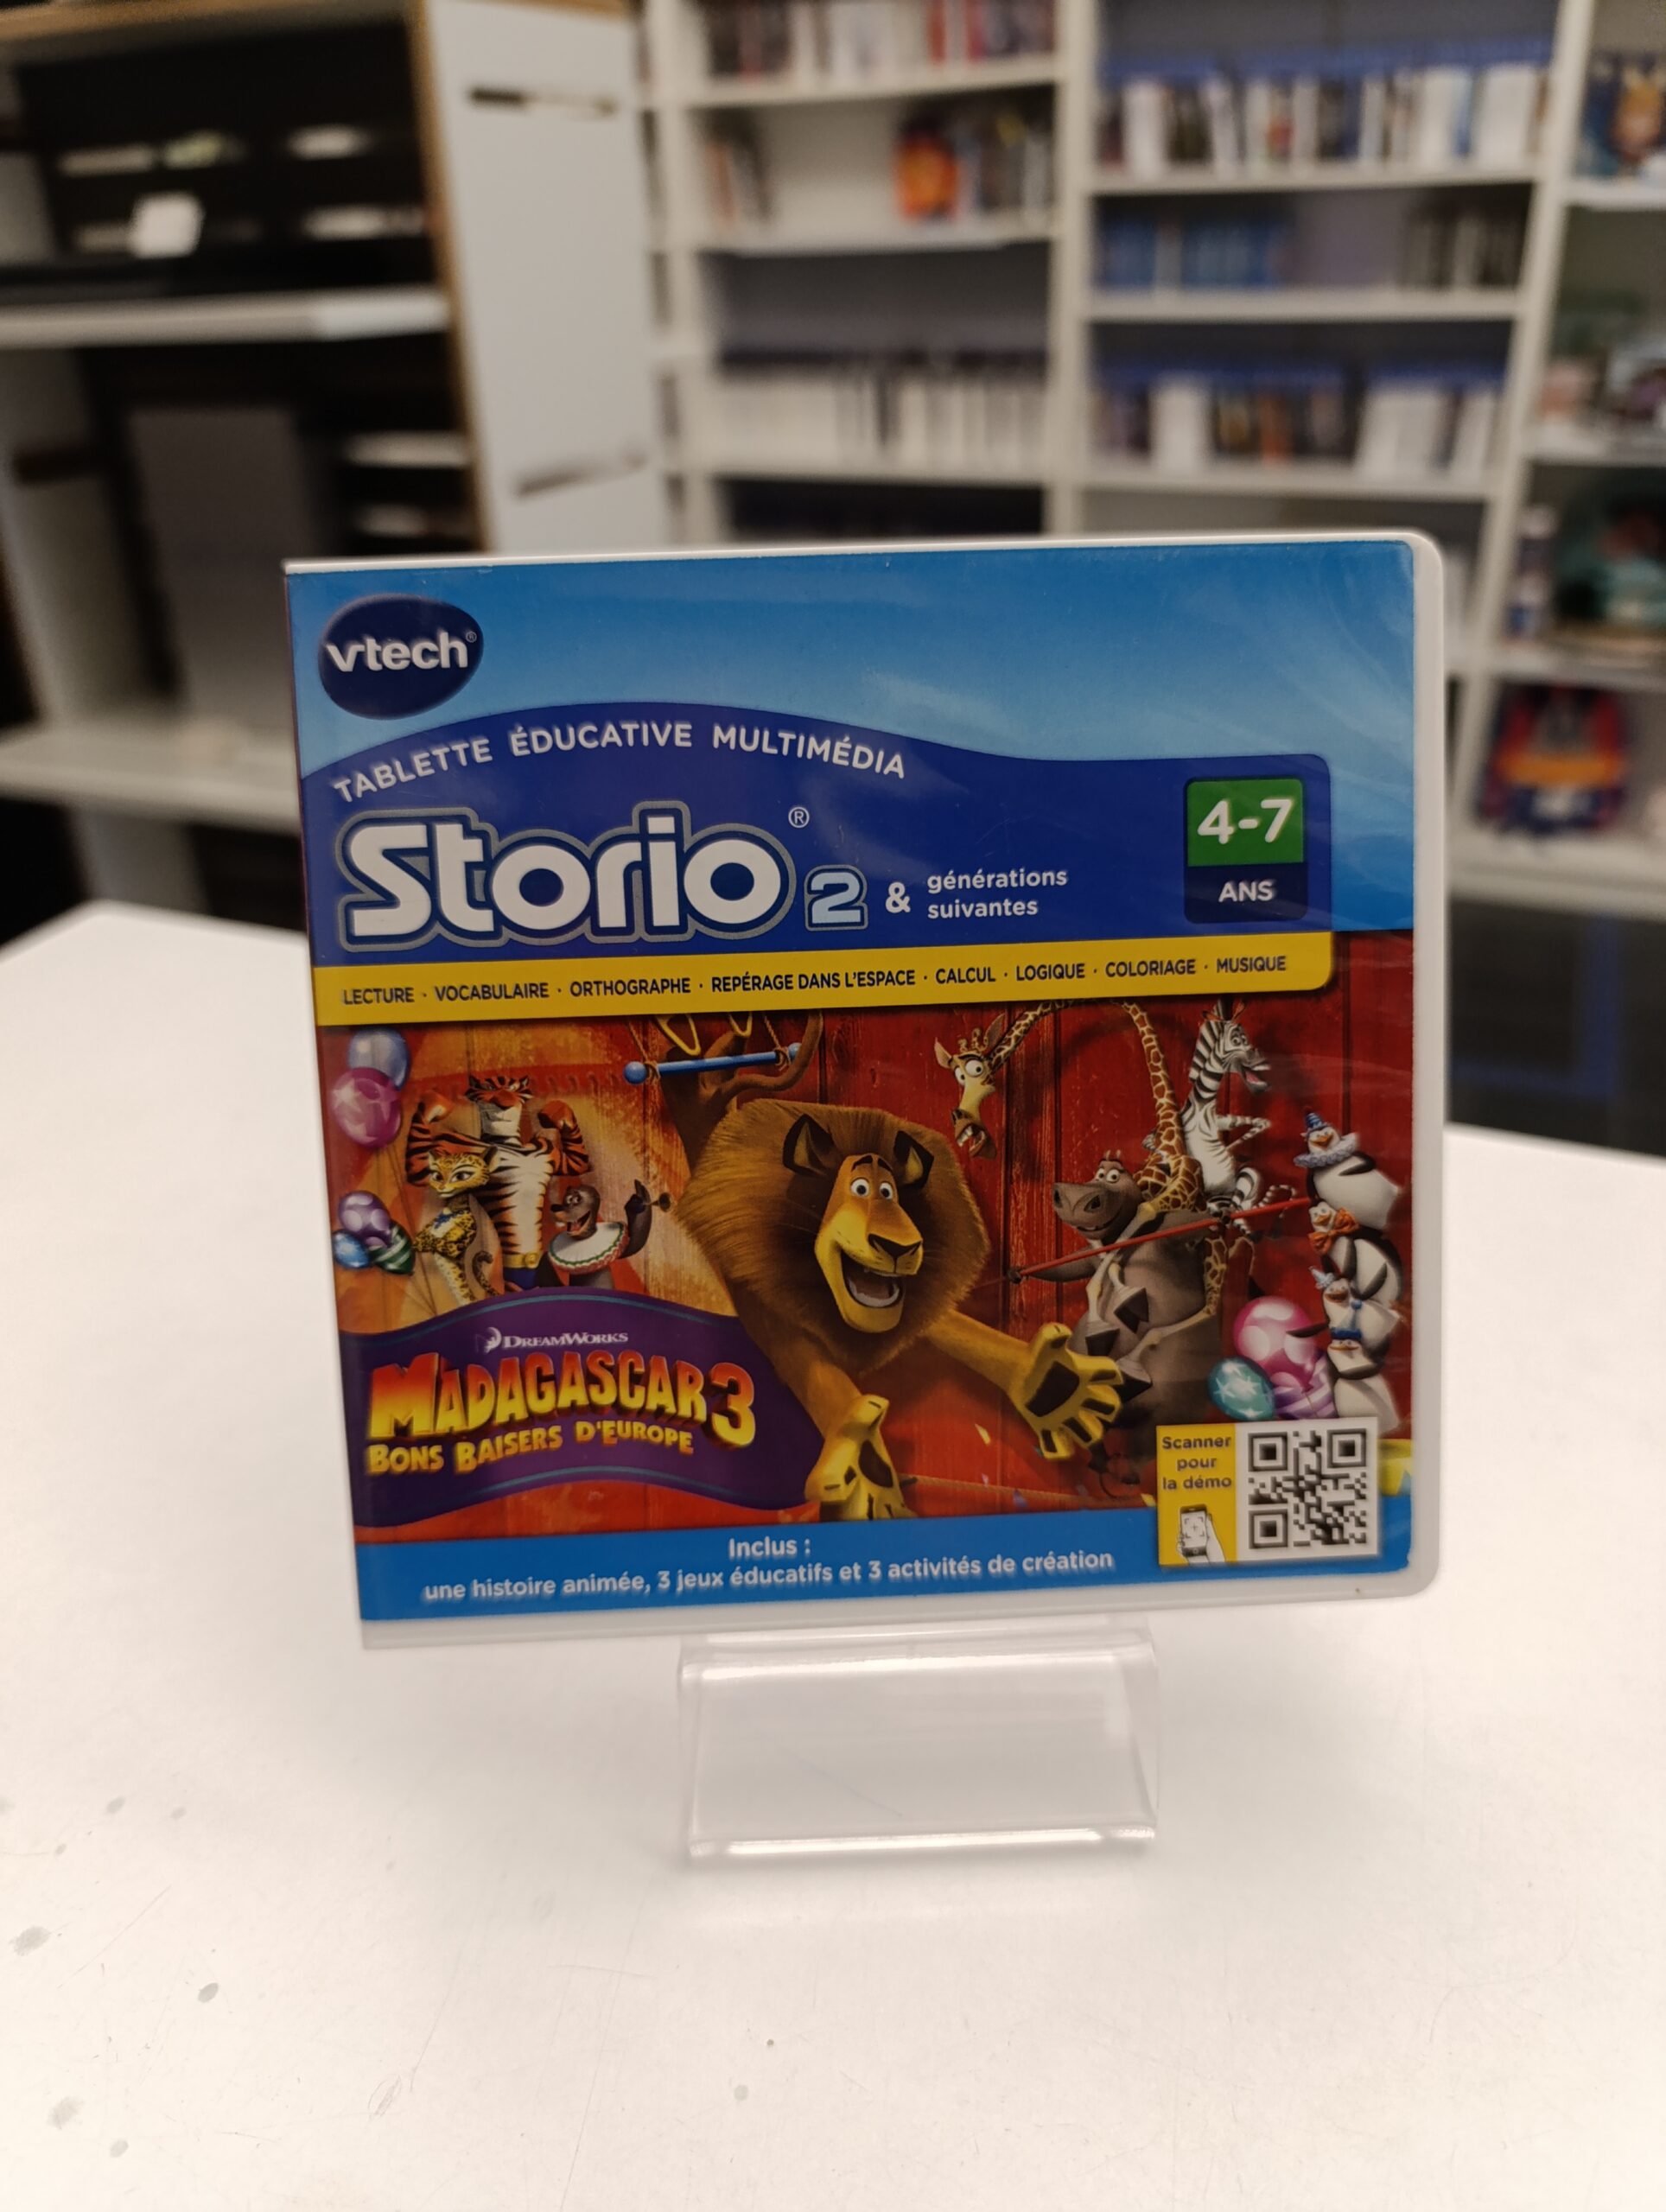 vtech®
TABLETTE ÉDUCATIVE MULTIMÉDIA
Storio® 2 & générations
suivantes
4-7
ANS
LECTURE · VOCABULAIRE · ORTHOGRAPHE · REPÉRAGE DANS L'ESPACE · CALCUL · LOGIQUE · COLORIAGE · MUSIQUE
DREAMWORKS
MADAGASCAR 3
BONS BAISERS D'EUROPE
Scanner
pour
la démo
Inclus :
une histoire animée, 3 jeux éducatifs et 3 activités de création